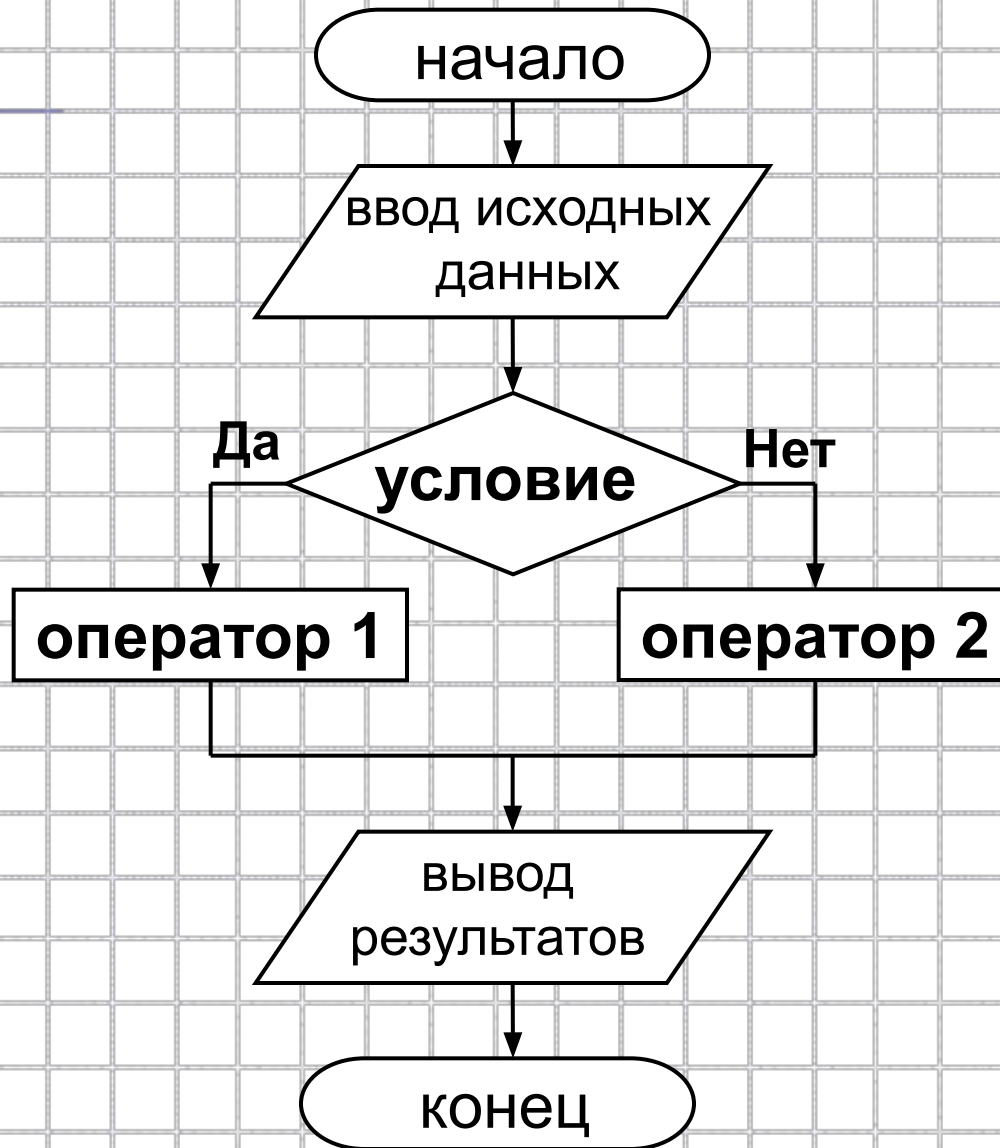 начало
ввод исходных
данных
Да
Нет
условие
оператор 1
оператор 2
вывод
результатов
конец